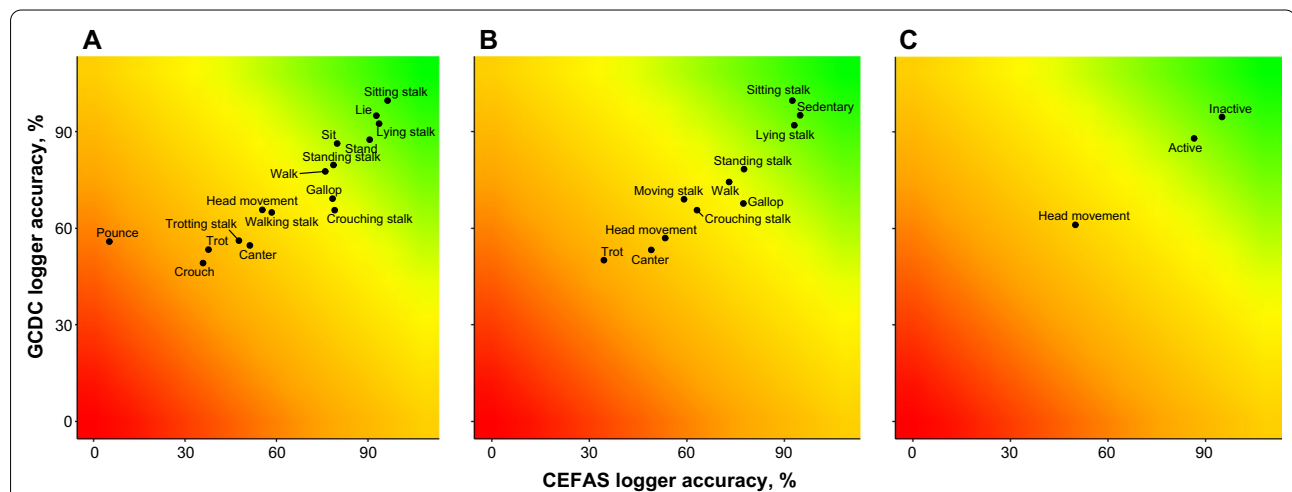 A
B
C
GCDC logger accuracy, %
90
60
30
0
Sitting stalk
Lie
Lying stalk
Sit
Stand
Standing stalk
Walk
Gallop
Head movement
Crouching stalk
Walking stalk
Trotting stalk
Pounce
Trot
Canter
Crouch
0 30 60 90
Sitting stalk
Sedentary
Lying stalk
Standing stalk
Walk
Moving stalk
Gallop
Crouching stalk
Head movement
Trot
Canter
0 30 60 90
Inactive
Active
Head movement
0 30 60 90
CEFAS logger accuracy, %